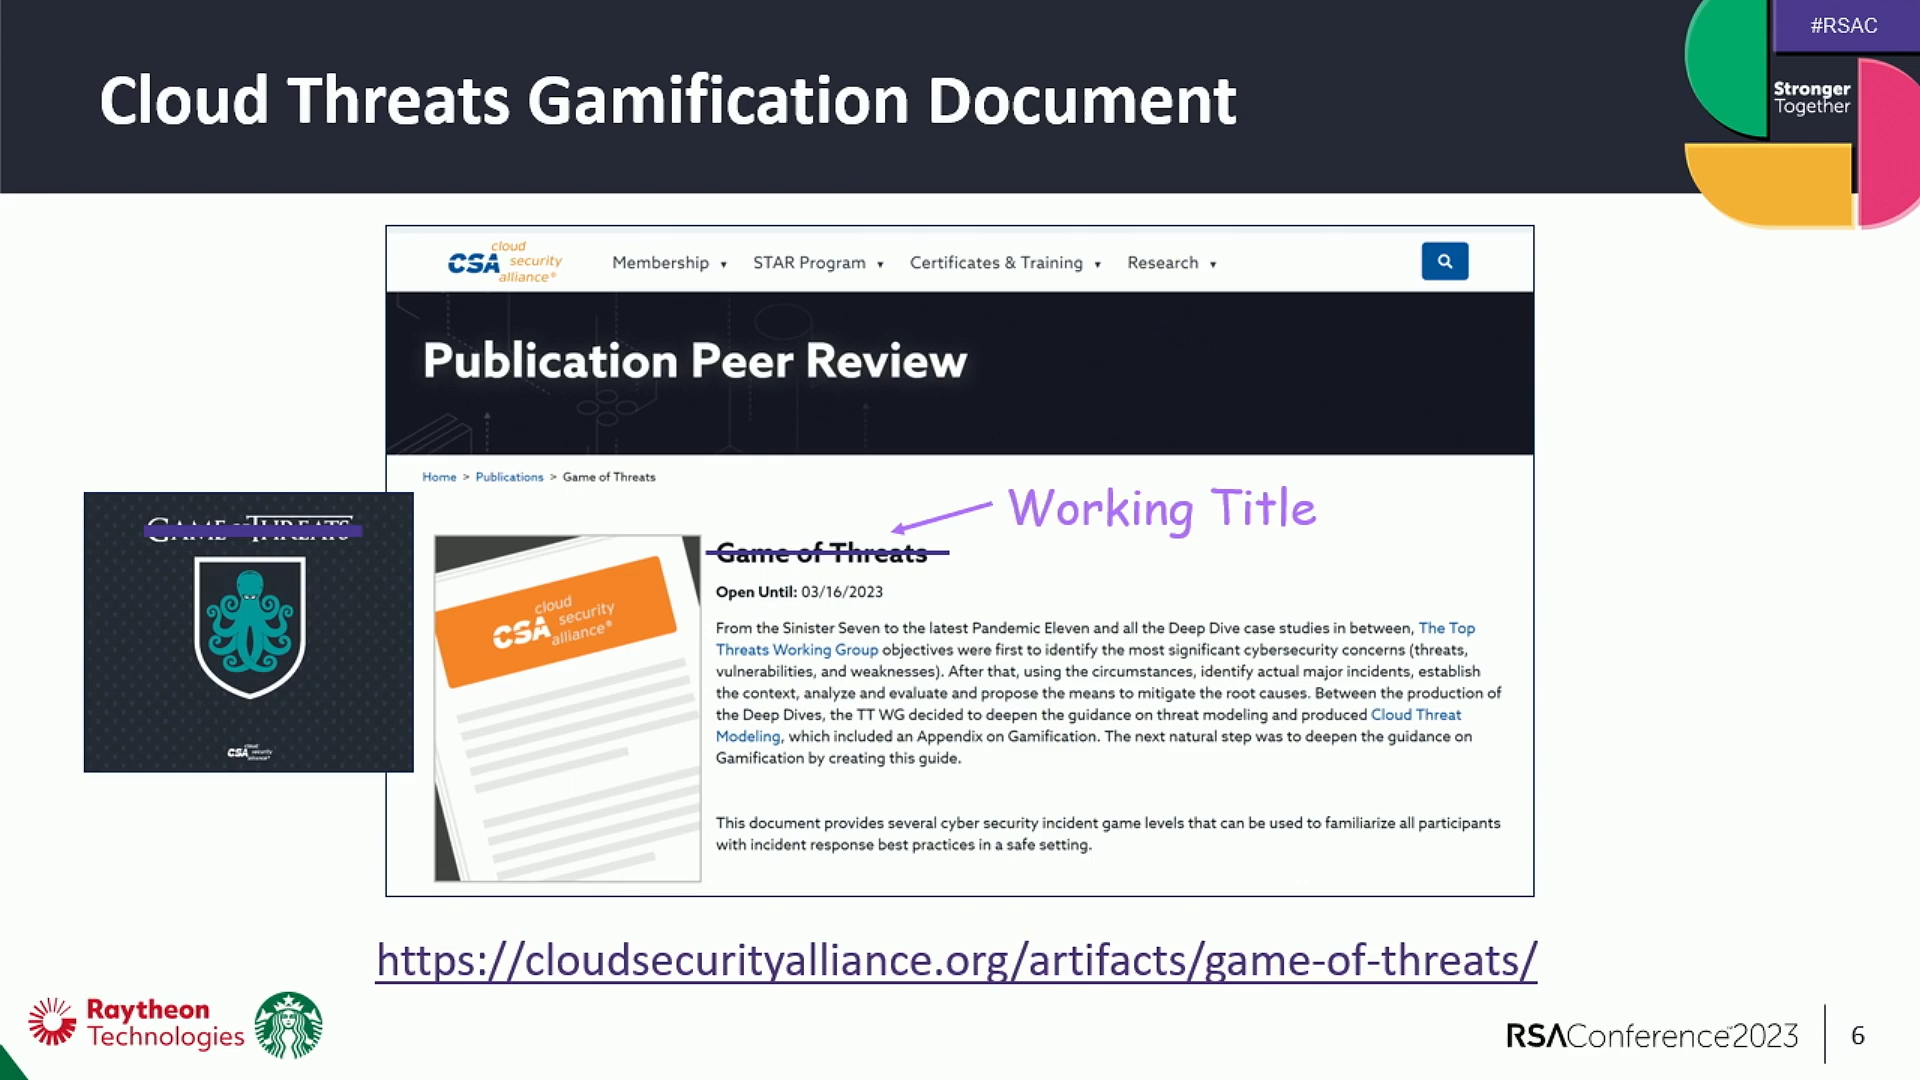 #RSAC
Cloud Threats Gamification Document
Stronger
Together
cloud
CSA security
alliance®
Membership ▾ STAR Program ▾ Certificates & Training ▾ Research ▾
Publication Peer Review
Home > Publications > Game of Threats
Working Title
GAME OF THREATS
Game of Threats
cloud
CSA security
alliance®
Open Until: 03/16/2023
From the Sinister Seven to the latest Pandemic Eleven and all the Deep Dive case studies in between, The Top
Threats Working Group objectives were first to identify the most significant cybersecurity concerns (threats,
vulnerabilities, and weaknesses). After that, using the circumstances, identify actual major incidents, establish
the context, analyze and evaluate and propose the means to mitigate the root causes. Between the production of
the Deep Dives, the TT WG decided to deepen the guidance on threat modeling and produced Cloud Threat
Modeling, which included an Appendix on Gamification. The next natural step was to deepen the guidance on
Gamification by creating this guide.
This document provides several cyber security incident game levels that can be used to familiarize all participants
with incident response best practices in a safe setting.
cloud
CSA security
alliance®
https://cloudsecurityalliance.org/artifacts/game-of-threats/
Raytheon
Technologies
RSAConference™2023
6